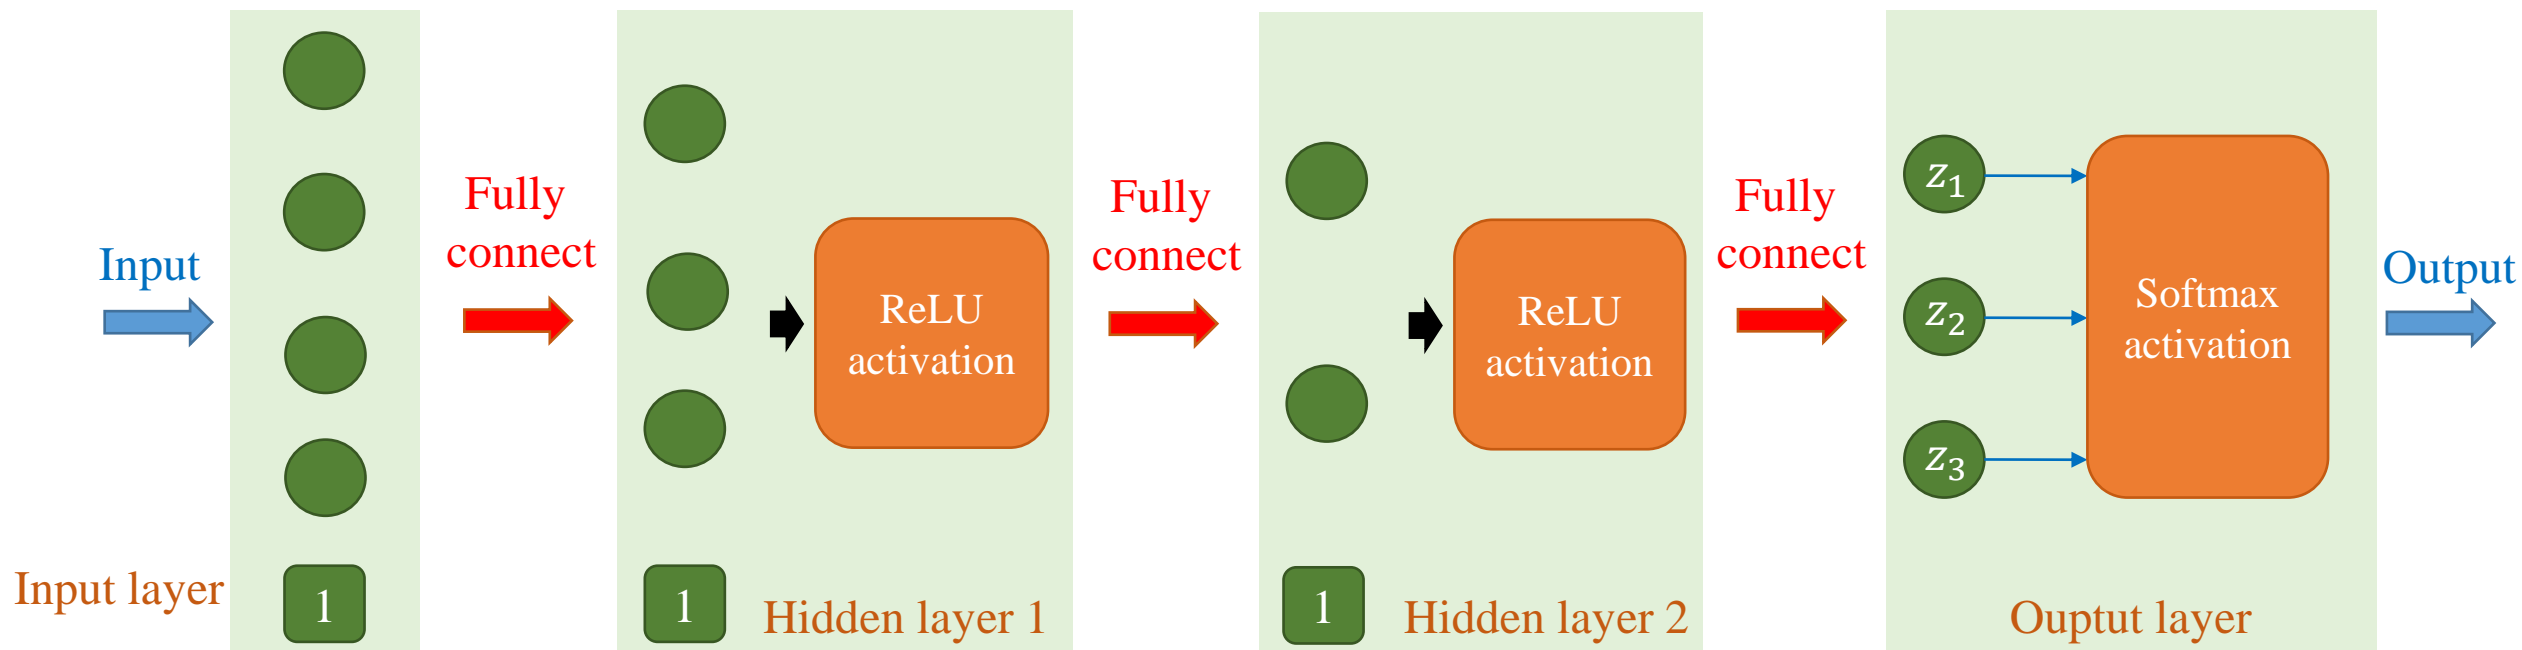 Input
Input layer
1
Fully
connect
ReLU
activation
1
Hidden layer 1
Fully
connect
ReLU
activation
1
Hidden layer 2
Fully
connect
z₁
z₂
z₃
Softmax
activation
Ouptut layer
Output